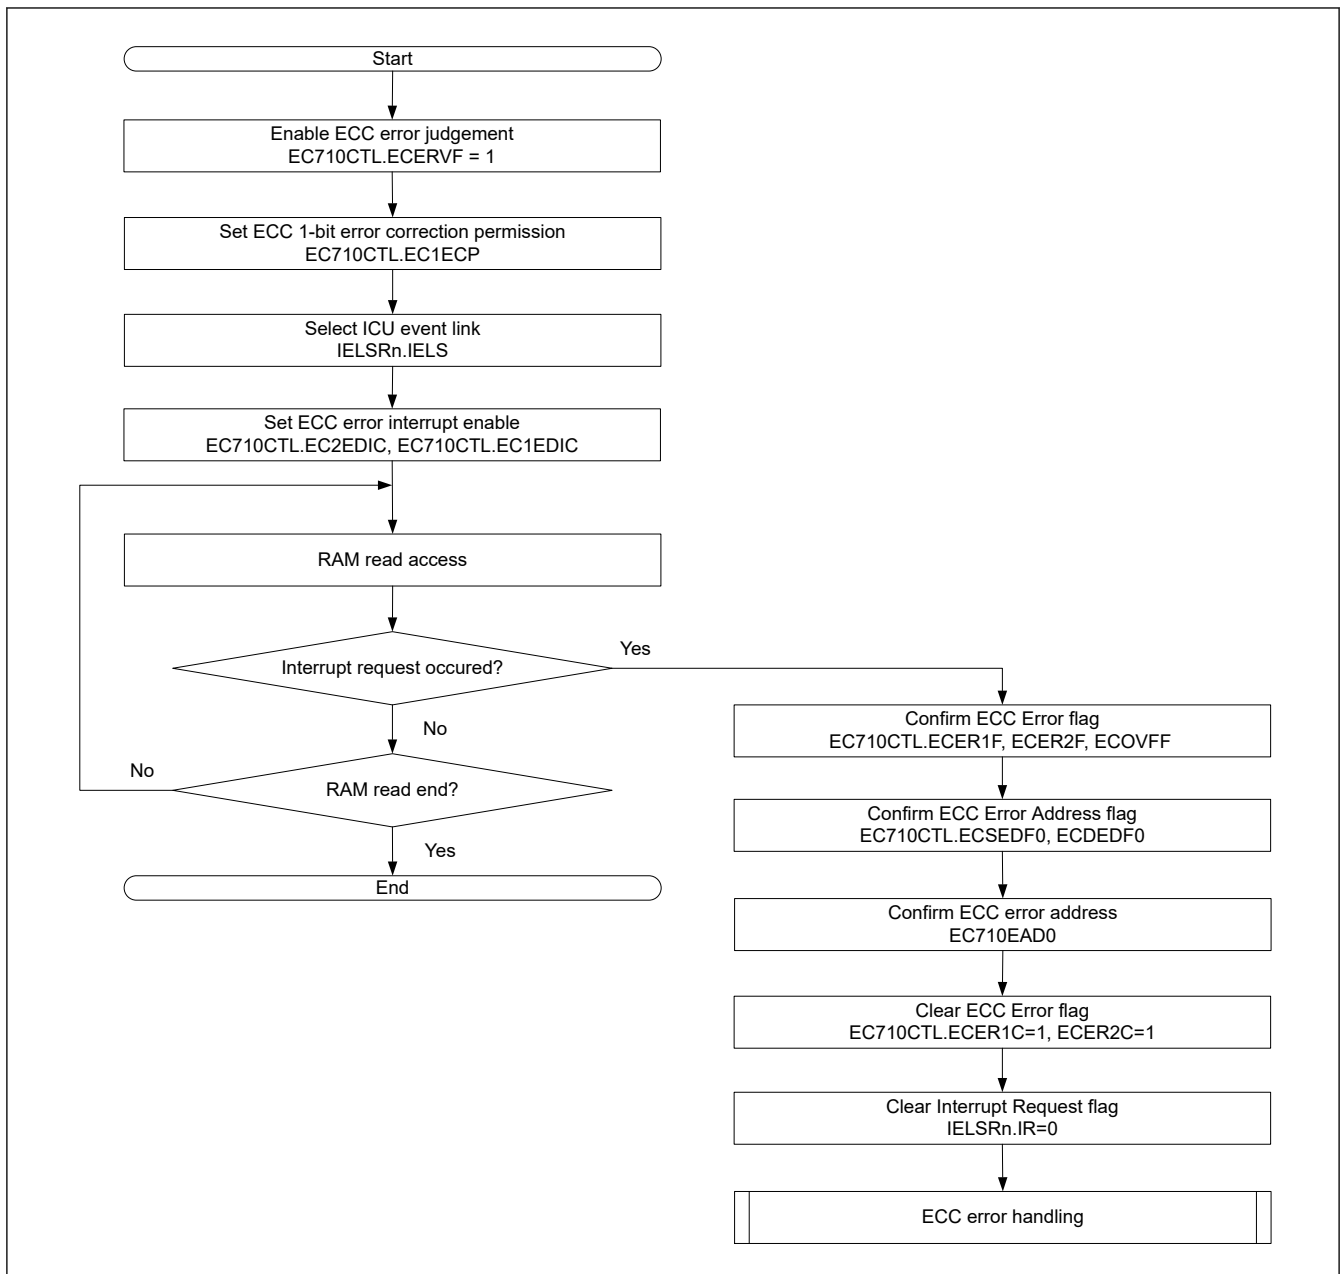 Start
Enable ECC error judgement
EC710CTL.ECERVF = 1
Set ECC 1-bit error correction permission
EC710CTL.EC1ECP
Select ICU event link
IELSRn.IELS
Set ECC error interrupt enable
EC710CTL.EC2EDIC, EC710CTL.EC1EDIC
RAM read access
Interrupt request occured?
Yes
No
RAM read end?
No
Yes
End
Confirm ECC Error flag
EC710CTL.ECER1F, ECER2F, ECOVFF
Confirm ECC Error Address flag
EC710CTL.ECSEDF0, ECDEDF0
Confirm ECC error address
EC710EAD0
Clear ECC Error flag
EC710CTL.ECER1C=1, ECER2C=1
Clear Interrupt Request flag
IELSRn.IR=0
ECC error handling